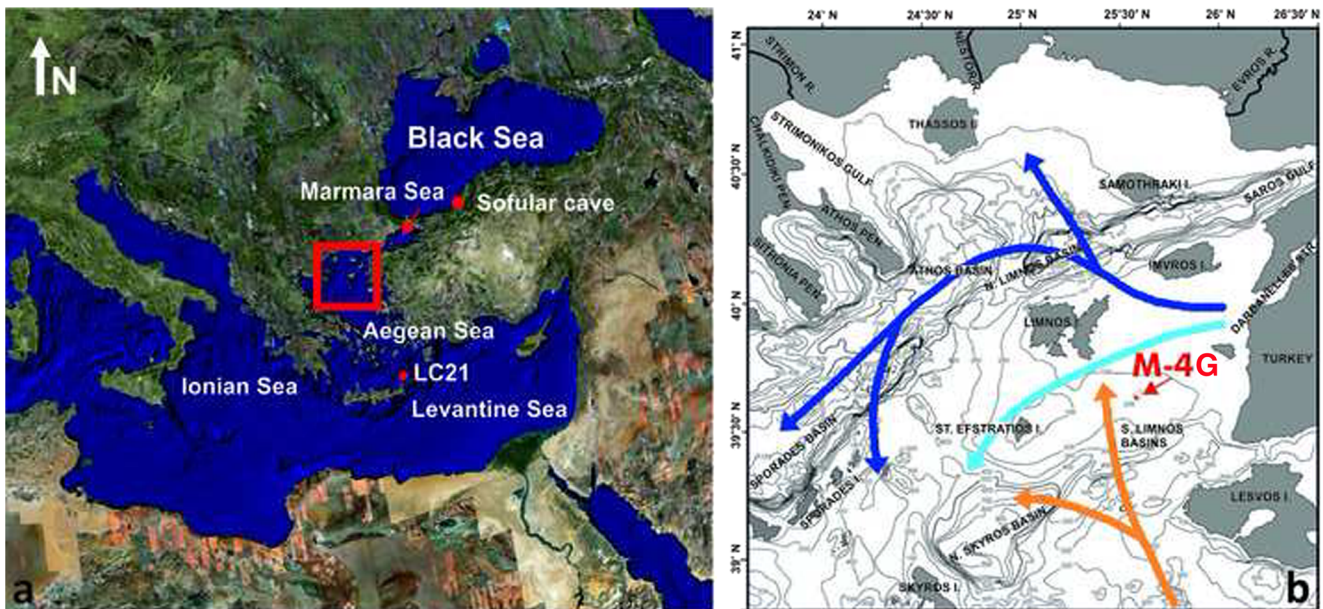 N
Black Sea
Marmara Sea
Sofular cave
Aegean Sea
LC21
Ionian Sea
Levantine Sea
a
24° N
24°30' N
25° N
25°30' N
26° N
26°30' N
41° N
40°30' N
40° N
39°30' N
39° N
STRIMON R.
NESTOR R.
EVROS R.
THASSOS I.
STRIMONIKOS GULF
CHALKIDIKI PEN.
ATHOS PEN.
SITHONIA PEN.
SAMOTHRAKI I.
SAROS GULF
ATHOS BASIN
N. LIMNOS BASIN
IMVROS I.
LIMNOS I.
DARDANELLES STR.
TURKEY
M-4G
ST. EFSTRATIOS I.
S. LIMNOS
BASINS
SPORADES BASIN
SPORADES I.
LESVOS I.
N. SKYROS BASIN
SKYROS I.
b